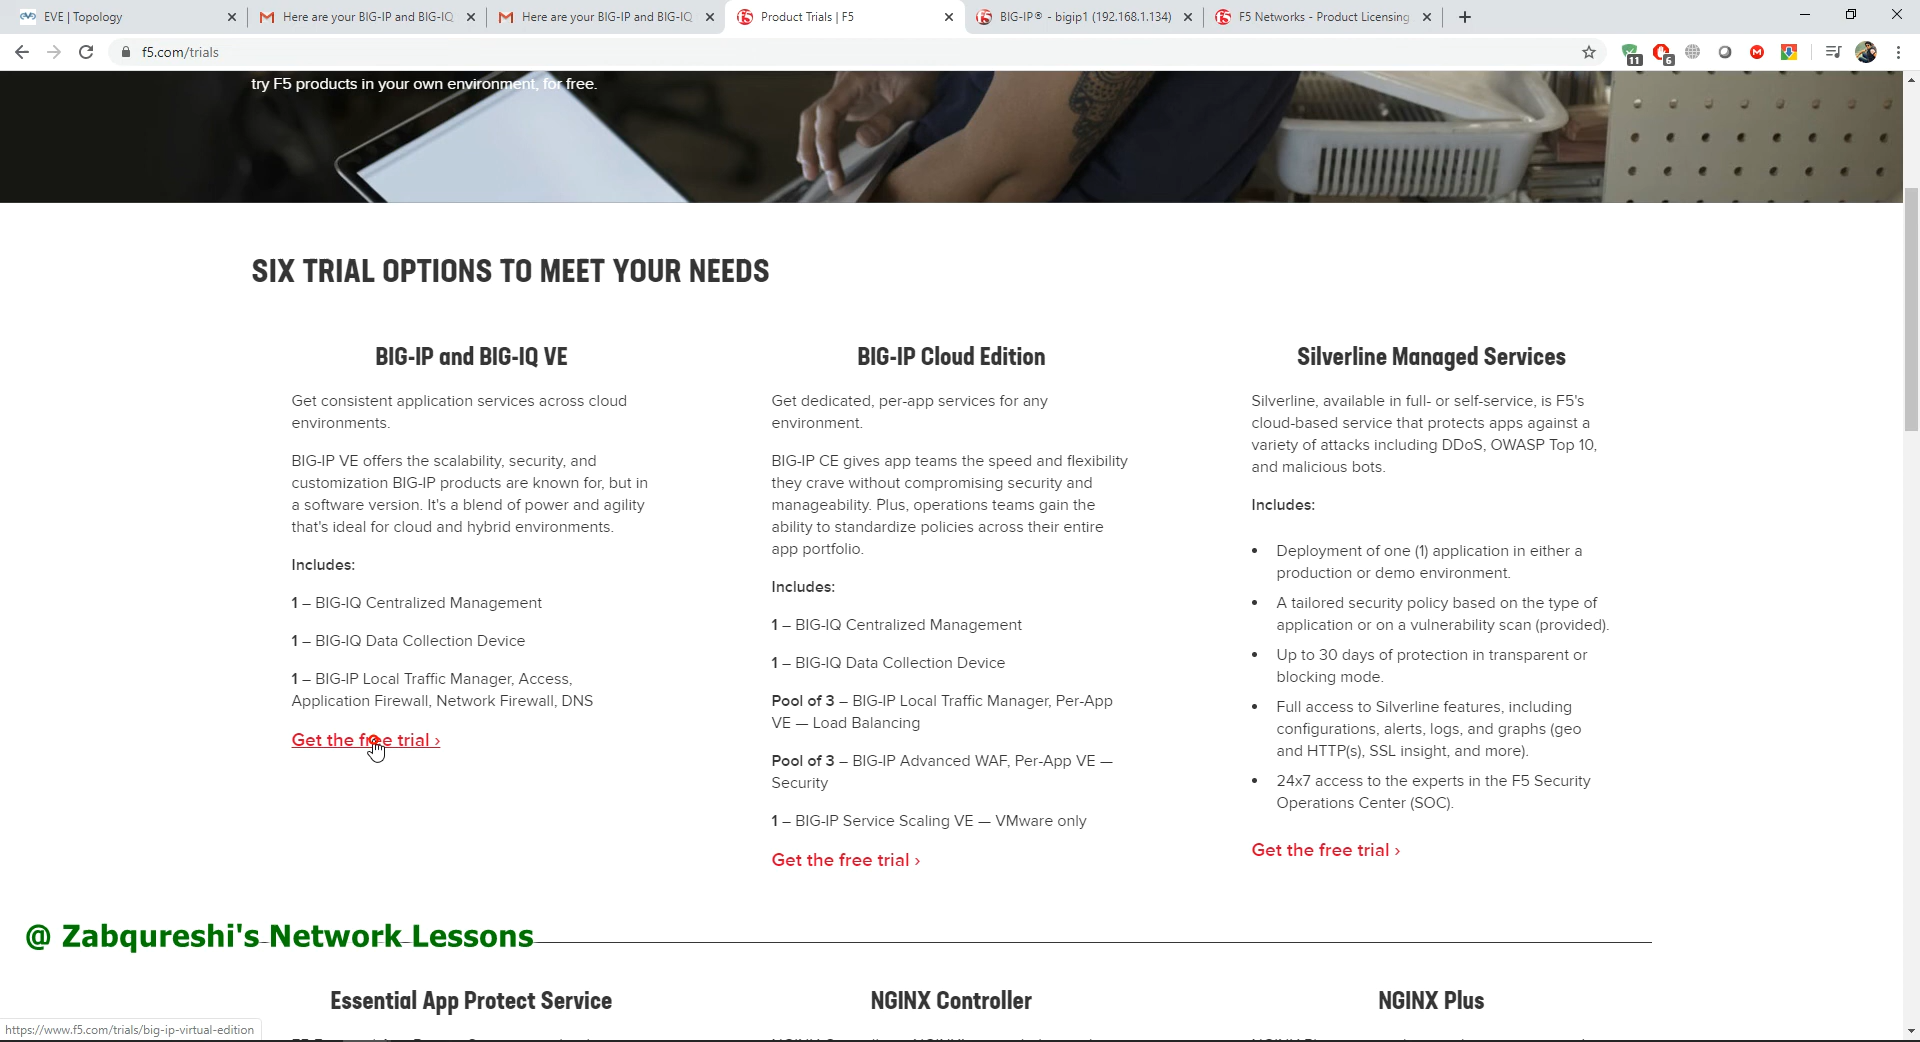 EVE | Topology
Here are your BIG-IP and BIG-IQ
Here are your BIG-IP and BIG-IQ
Product Trials | F5
BIG-IP® - bigip1 (192.168.1.134)
F5 Networks - Product Licensing
f5.com/trials
11
6
try F5 products in your own environment, for free.
SIX TRIAL OPTIONS TO MEET YOUR NEEDS
BIG-IP and BIG-IQ VE
Get consistent application services across cloud
environments.
BIG-IP VE offers the scalability, security, and
customization BIG-IP products are known for, but in
a software version. It's a blend of power and agility
that's ideal for cloud and hybrid environments.
Includes:
1 – BIG-IQ Centralized Management
1 – BIG-IQ Data Collection Device
1 – BIG-IP Local Traffic Manager, Access,
Application Firewall, Network Firewall, DNS
Get the free trial ›
BIG-IP Cloud Edition
Get dedicated, per-app services for any
environment.
BIG-IP CE gives app teams the speed and flexibility
they crave without compromising security and
manageability. Plus, operations teams gain the
ability to standardize policies across their entire
app portfolio.
Includes:
1 – BIG-IQ Centralized Management
1 – BIG-IQ Data Collection Device
Pool of 3 – BIG-IP Local Traffic Manager, Per-App
VE — Load Balancing
Pool of 3 – BIG-IP Advanced WAF, Per-App VE —
Security
1 – BIG-IP Service Scaling VE — VMware only
Get the free trial ›
Silverline Managed Services
Silverline, available in full- or self-service, is F5's
cloud-based service that protects apps against a
variety of attacks including DDoS, OWASP Top 10,
and malicious bots.
Includes:
• Deployment of one (1) application in either a
production or demo environment.
• A tailored security policy based on the type of
application or on a vulnerability scan (provided).
• Up to 30 days of protection in transparent or
blocking mode.
• Full access to Silverline features, including
configurations, alerts, logs, and graphs (geo
and HTTP(s), SSL insight, and more).
• 24x7 access to the experts in the F5 Security
Operations Center (SOC).
Get the free trial ›
@ Zabqureshi's Network Lessons
Essential App Protect Service
NGINX Controller
NGINX Plus
https://www.f5.com/trials/big-ip-virtual-edition